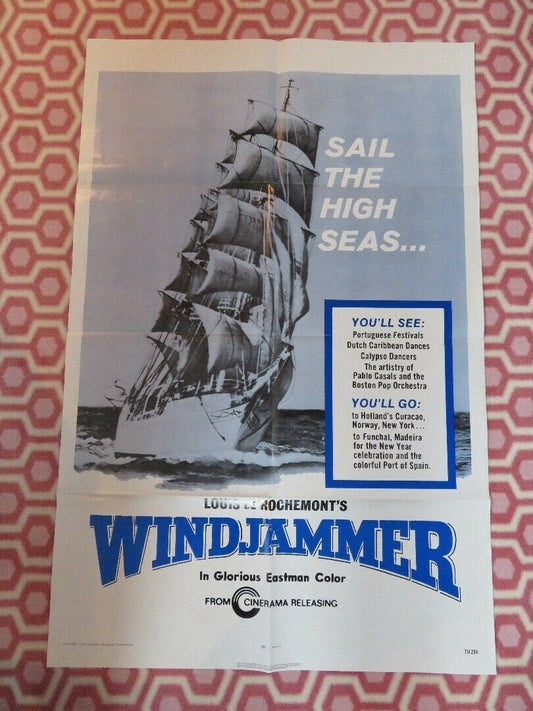 SAIL
THE
HIGH
SEAS...
YOU'LL SEE:
Portuguese Festivals
Dutch Caribbean Dances
Calypso Dancers
The artistry of
Pablo Casals and the
Boston Pop Orchestra
YOU'LL GO:
to Holland's Curacao,
Norway, New York...
to Funchal, Madeira
for the New Year
celebration and the
colorful Port of Spain.
LOUIS de ROCHEMONT'S
WINDJAMMER
In Glorious Eastman Color
FROM CINERAMA RELEASING